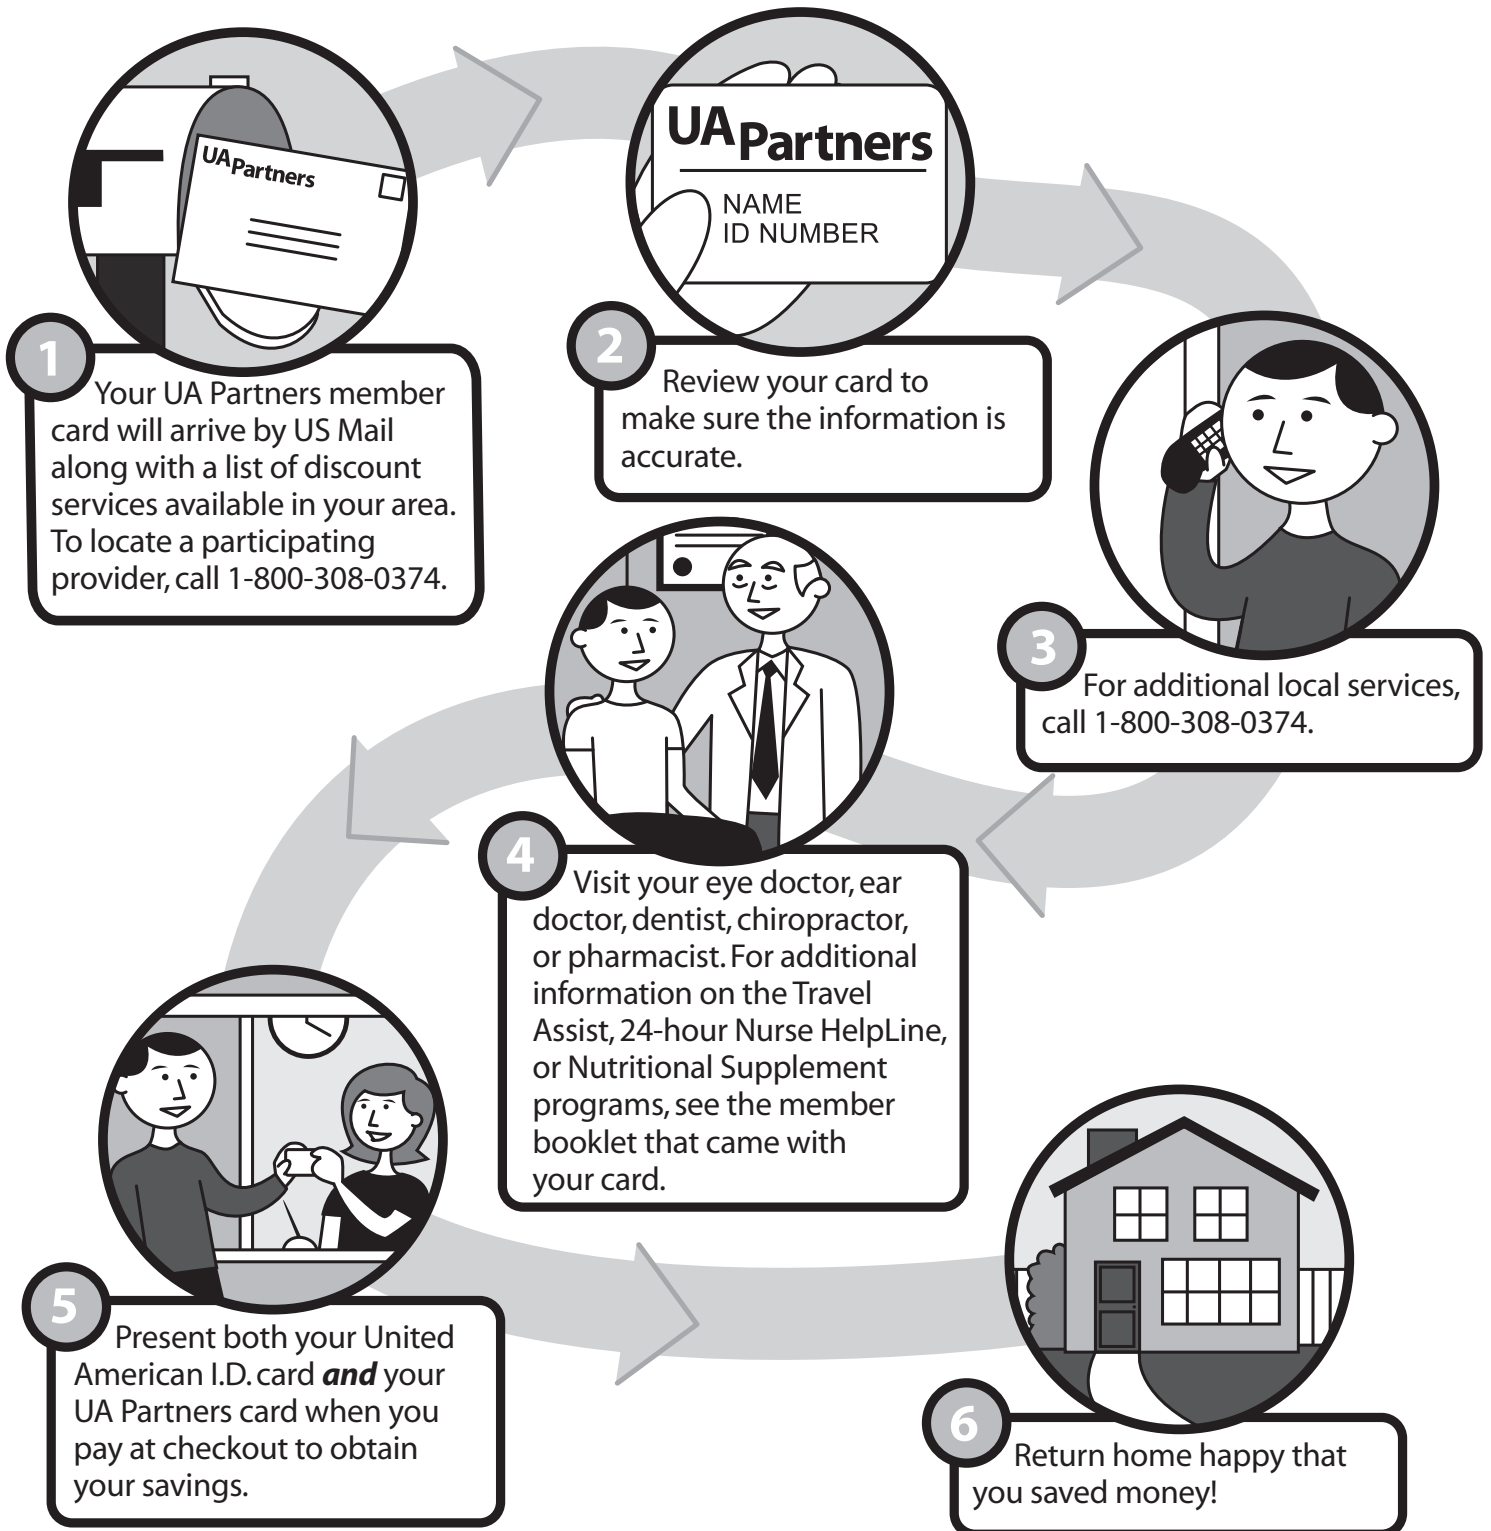 UAPartners
1
Your UA Partners member
card will arrive by US Mail
along with a list of discount
services available in your area.
To locate a participating
provider, call 1-800-308-0374.
UAPartners
NAME
ID NUMBER
2
Review your card to
make sure the information is
accurate.
3
For additional local services,
call 1-800-308-0374.
4
Visit your eye doctor, ear
doctor, dentist, chiropractor,
or pharmacist. For additional
information on the Travel
Assist, 24-hour Nurse HelpLine,
or Nutritional Supplement
programs, see the member
booklet that came with
your card.
5
Present both your United
American I.D. card and your
UA Partners card when you
pay at checkout to obtain
your savings.
6
Return home happy that
you saved money!